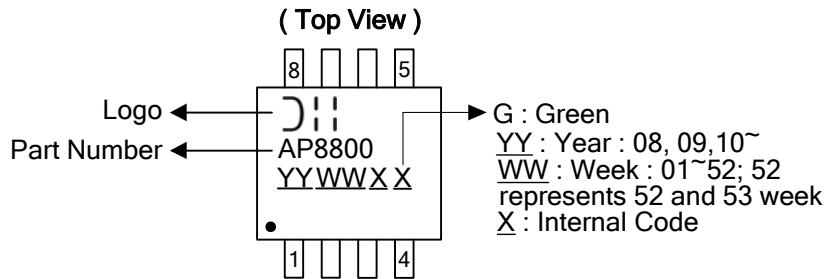 ( Top View )
8 5
Logo
Part Number
AP8800
YYWWX X
1 4
G : Green
YY : Year : 08, 09,10~
WW : Week : 01~52; 52
represents 52 and 53 week
X : Internal Code